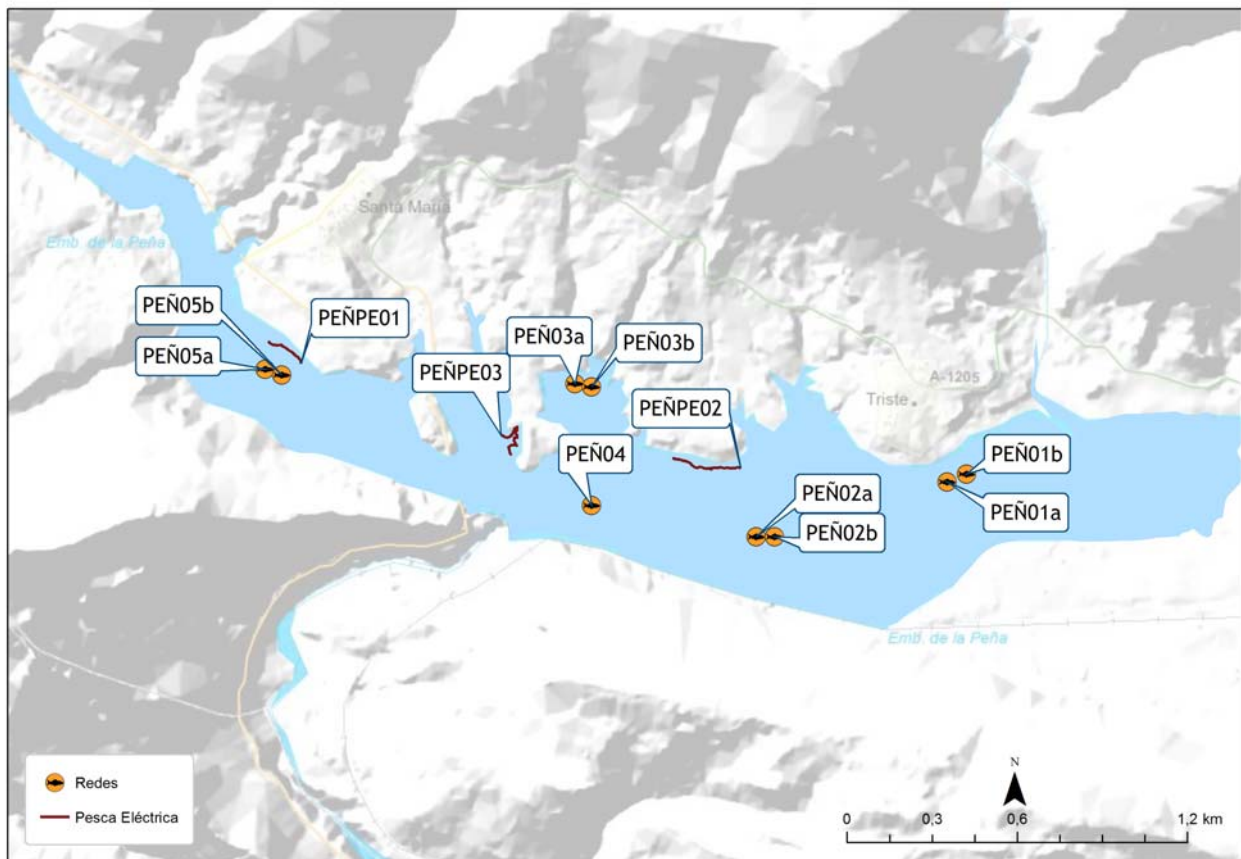 Santa María
Emb. de la Peña
PEÑ05b
PEÑPE01
PEÑ05a
PEÑ03a
PEÑ03b
PEÑPE03
PEÑPE02
A-1205
Triste
PEÑ04
PEÑ01b
PEÑ02a
PEÑ01a
PEÑ02b
Emb. de la Peña
Redes
Pesca Eléctrica
N
0 0,3 0,6 1,2 km